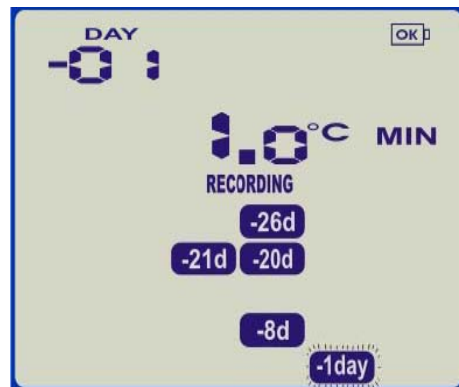 DAY
OK
-01
1.0°C MIN
RECORDING
-26d
-21d -20d
-8d
-1day